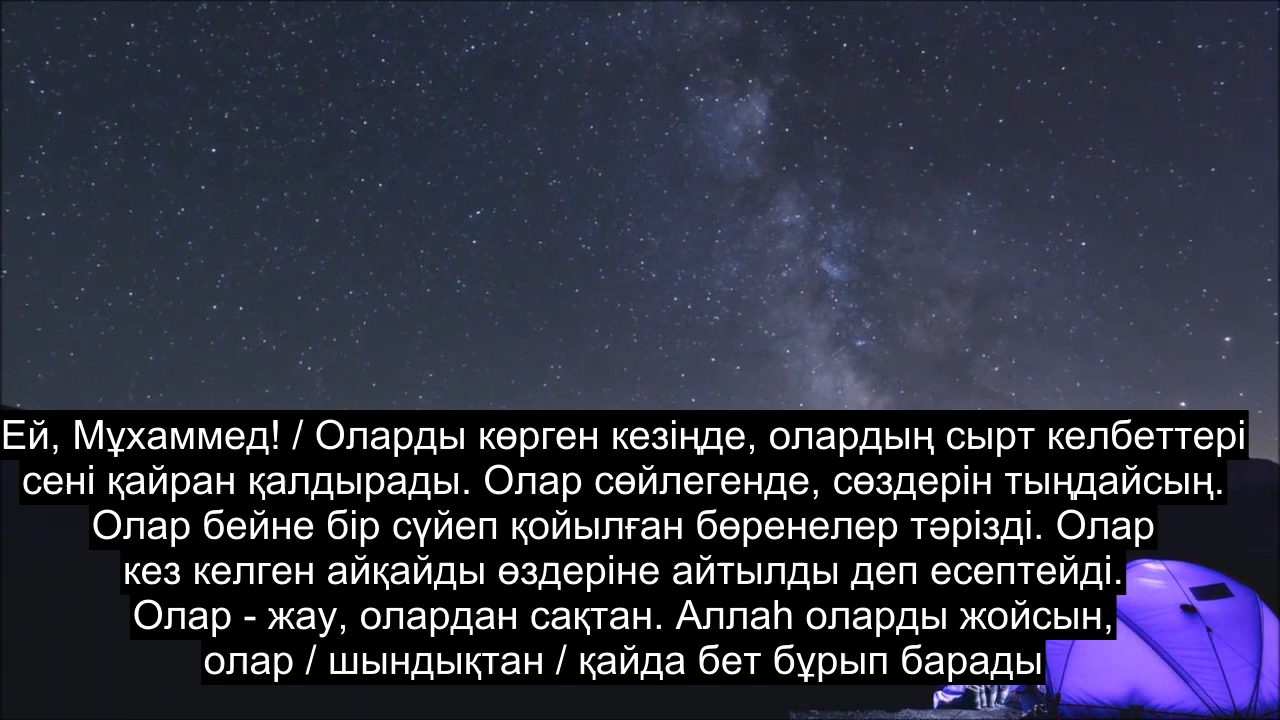 Ей, Мұхаммед! / Оларды көрген кезіңде, олардың сырт келбеттері
сені қайран қалдырады. Олар сөйлегенде, сөздерін тыңдайсың.
Олар бейне бір сүйеп қойылған бөренелер тәрізді. Олар
кез келген айқайды өздеріне айтылды деп есептейді.
Олар - жау, олардан сақтан. Аллаһ оларды жойсын,
олар / шындықтан / қайда бет бұрып барады